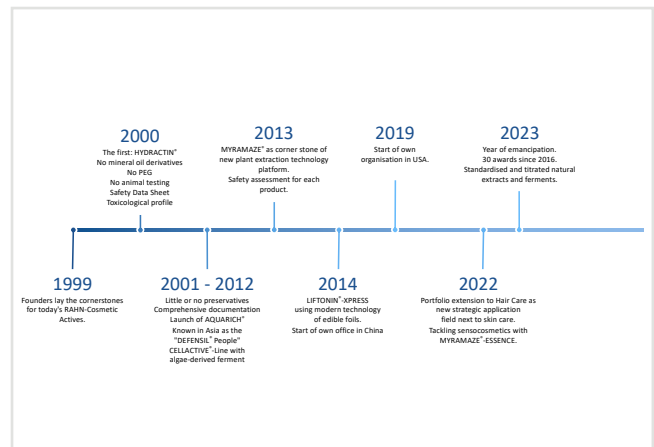 2000
The first: HYDRACTIN®
No mineral oil derivatives
No PEG
No animal testing
Safety Data Sheet
Toxicological profile
2013
MYRAMAZE® as corner stone of
new plant extraction technology
platform.
Safety assessment for each
product.
2019
Start of own
organisation in USA.
2023
Year of emancipation.
30 awards since 2016.
Standardised and titrated natural
extracts and ferments.
1999
Founders lay the cornerstones
for today's RAHN-Cosmetic
Actives.
2001 - 2012
Little or no preservatives
Comprehensive documentation
Launch of AQUARICH®
Known in Asia as the
"DEFENSIL® People"
CELLACTIVE®-Line with
algae-derived ferment
2014
LIFTONIN®-XPRESS
using modern technology
of edible foils.
Start of own office in China
2022
Portfolio extension to Hair Care as
new strategic application
field next to skin care.
Tackling sensocosmetics with
MYRAMAZE®-ESSENCE.